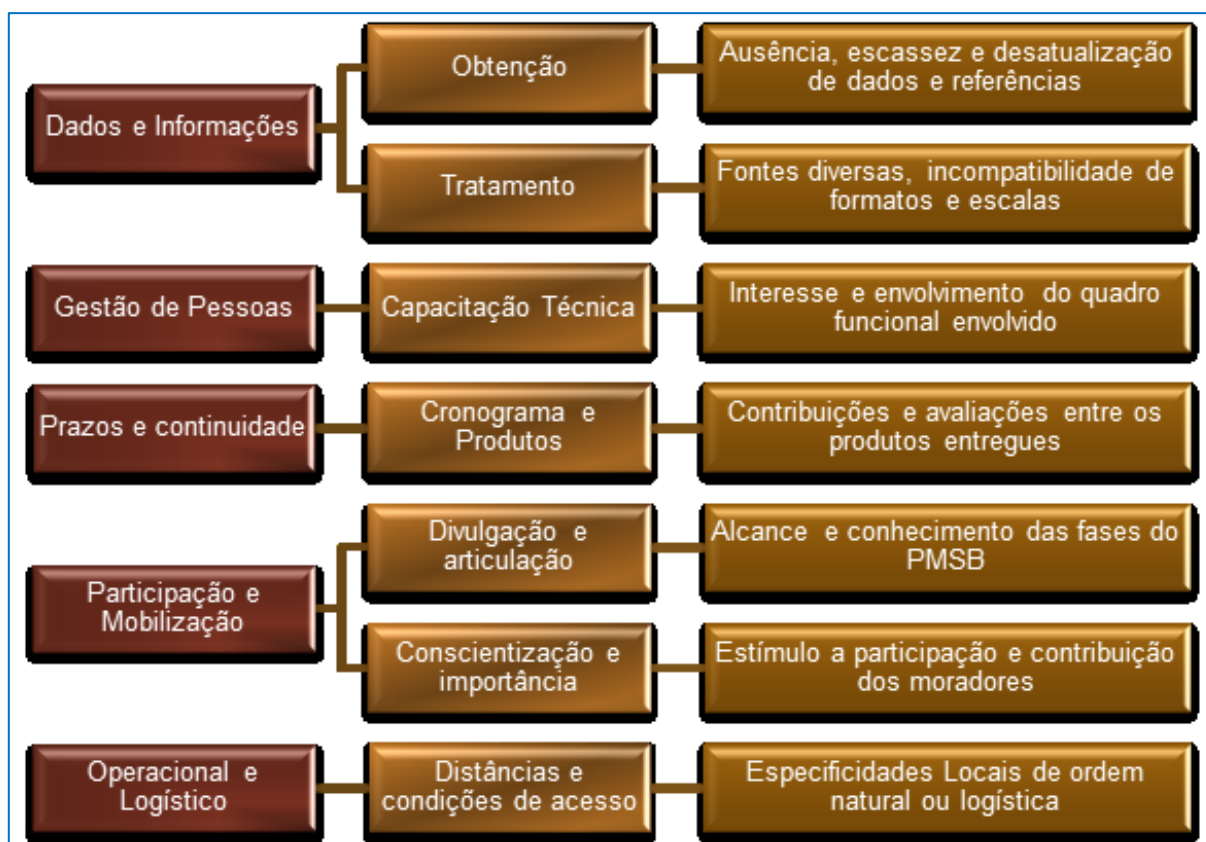 Dados e Informações
Obtenção
Ausência, escassez e desatualização
de dados e referências
Tratamento
Fontes diversas, incompatibilidade de
formatos e escalas
Gestão de Pessoas
Capacitação Técnica
Interesse e envolvimento do quadro
funcional envolvido
Prazos e continuidade
Cronograma e
Produtos
Contribuições e avaliações entre os
produtos entregues
Participação e
Mobilização
Divulgação e
articulação
Alcance e conhecimento das fases do
PMSB
Conscientização e
importância
Estímulo a participação e contribuição
dos moradores
Operacional e
Logístico
Distâncias e
condições de acesso
Especificidades Locais de ordem
natural ou logística